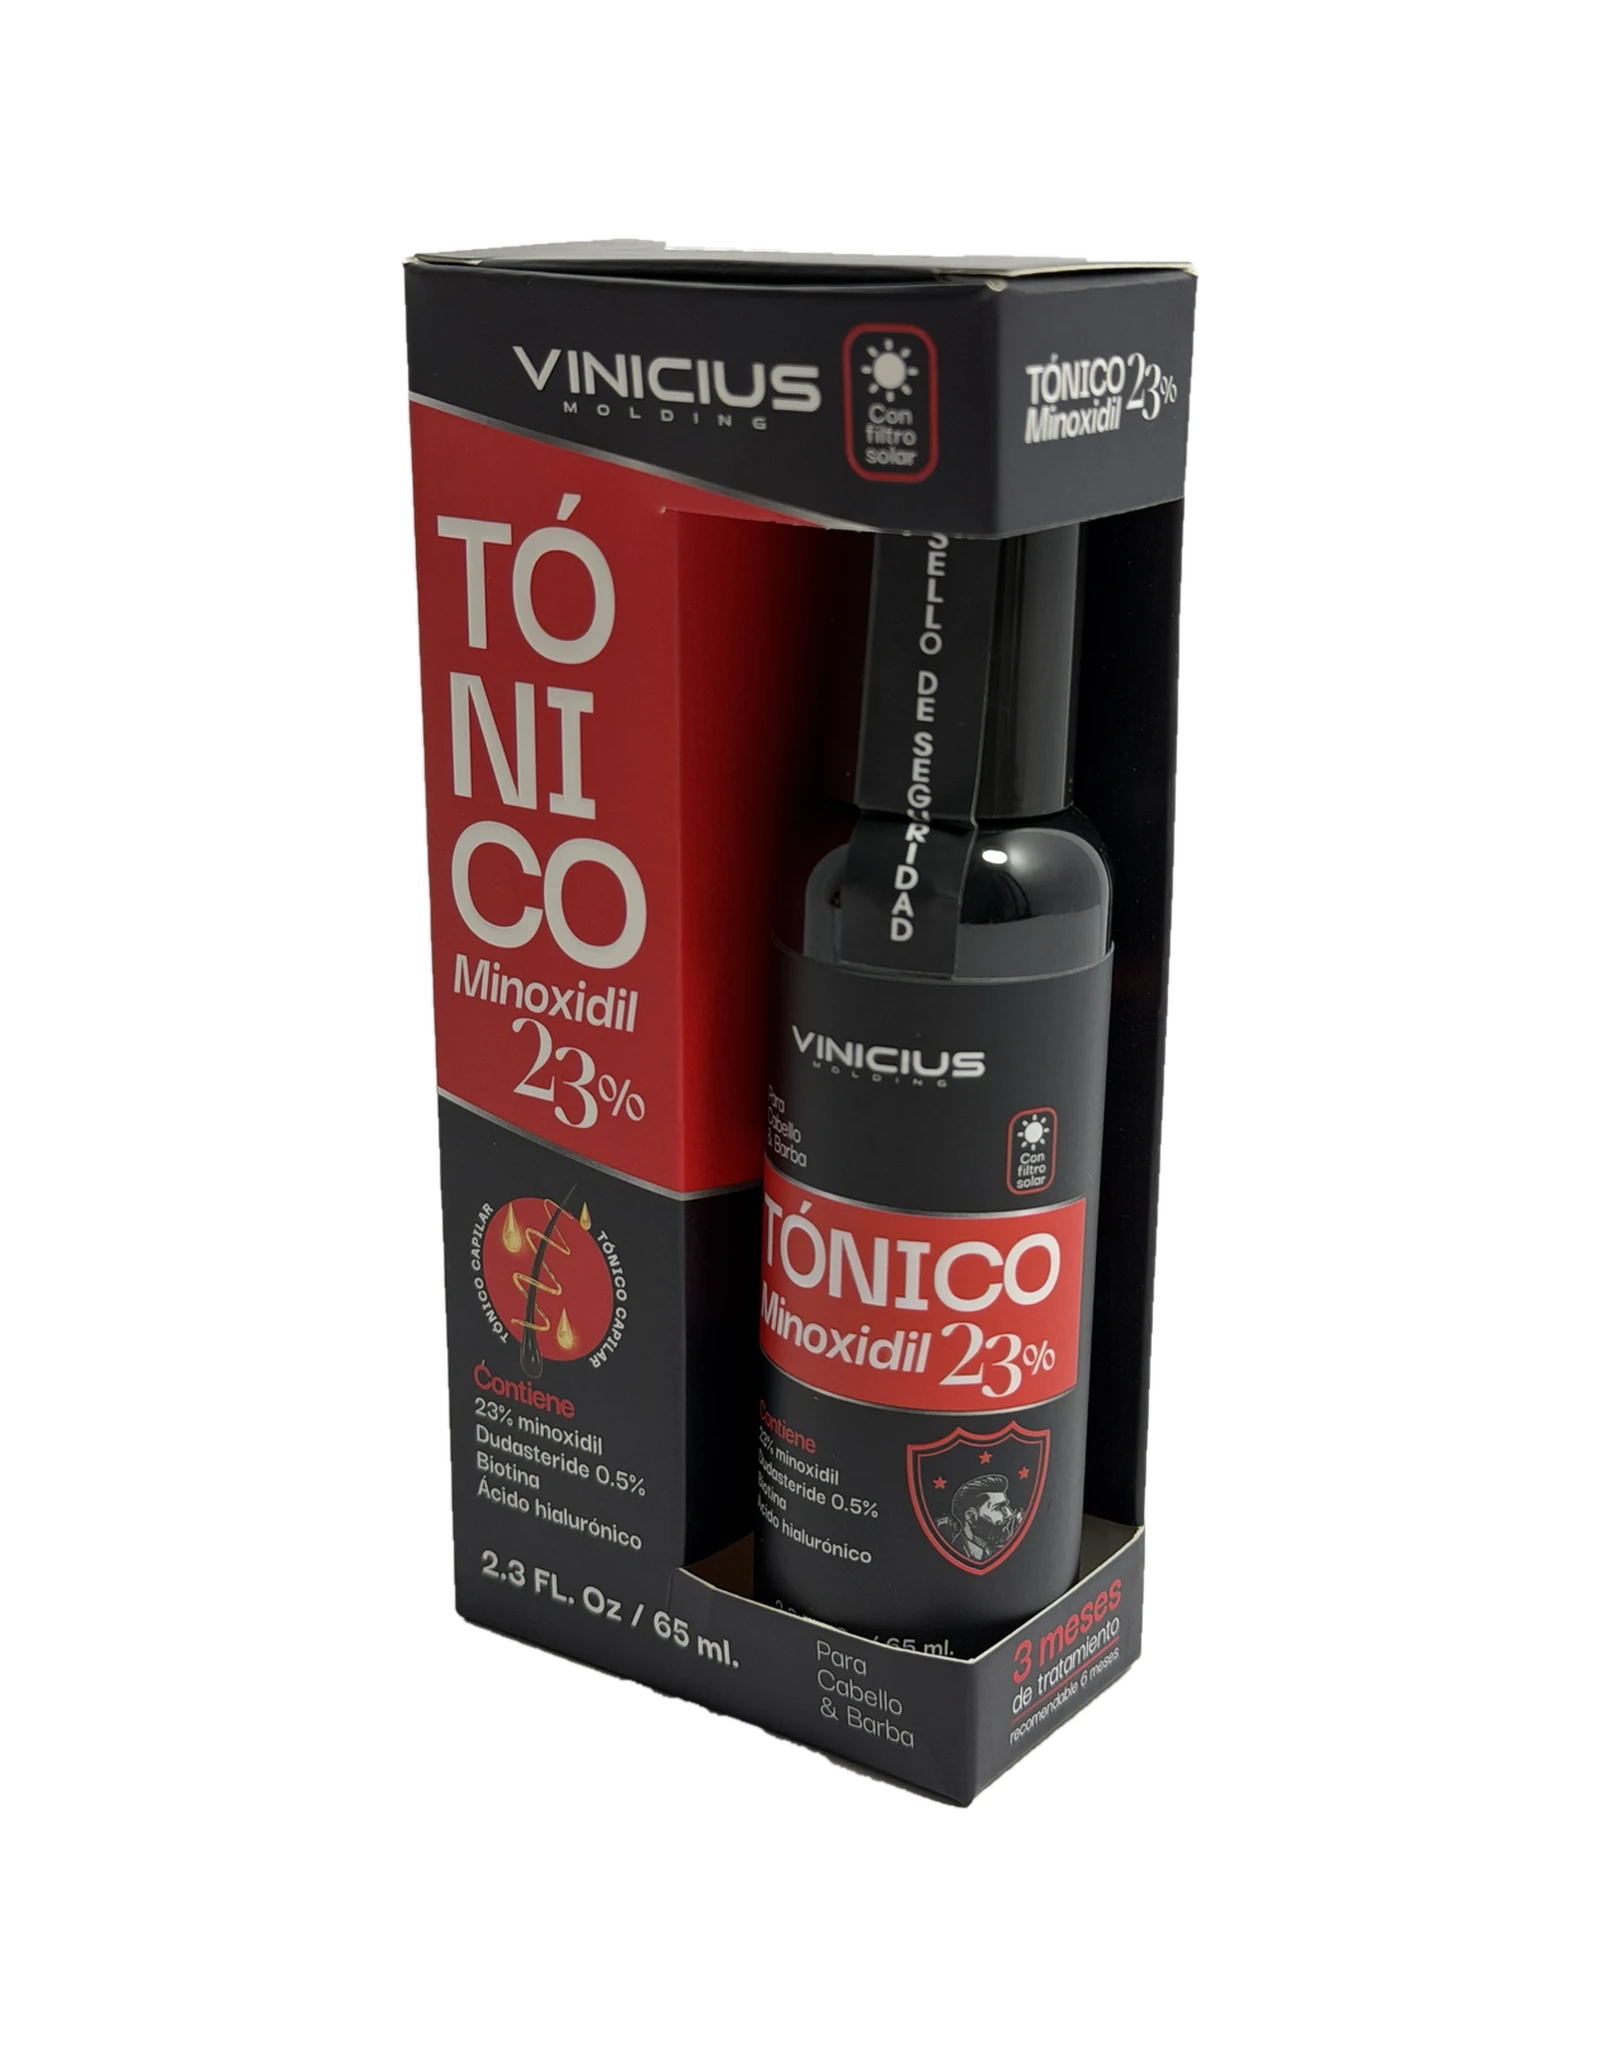 VINICIUS
MOLDING
Con
filtro
solar
TÓNICO
Minoxidil 23%
TÓ
NI
CO
Minoxidil
23%
TÓNICO CAPILAR
TÓNICO CAPILAR
Contiene
23% minoxidil
Dudasteride 0.5%
Biotina
Ácido hialurónico
2.3 FL. Oz / 65 ml.
Para
Cabello
& Barba
3 meses
de tratamiento
recomendable 6 meses
SELLO DE SEGRIDAD
VINICIUS
MOLDING
Para
Cabello
& Barba
Con
filtro
solar
TÓNICO
Minoxidil 23%
Contiene
23% minoxidil
Dudasteride 0.5%
Biotina
Ácido hialurónico
65 ml.